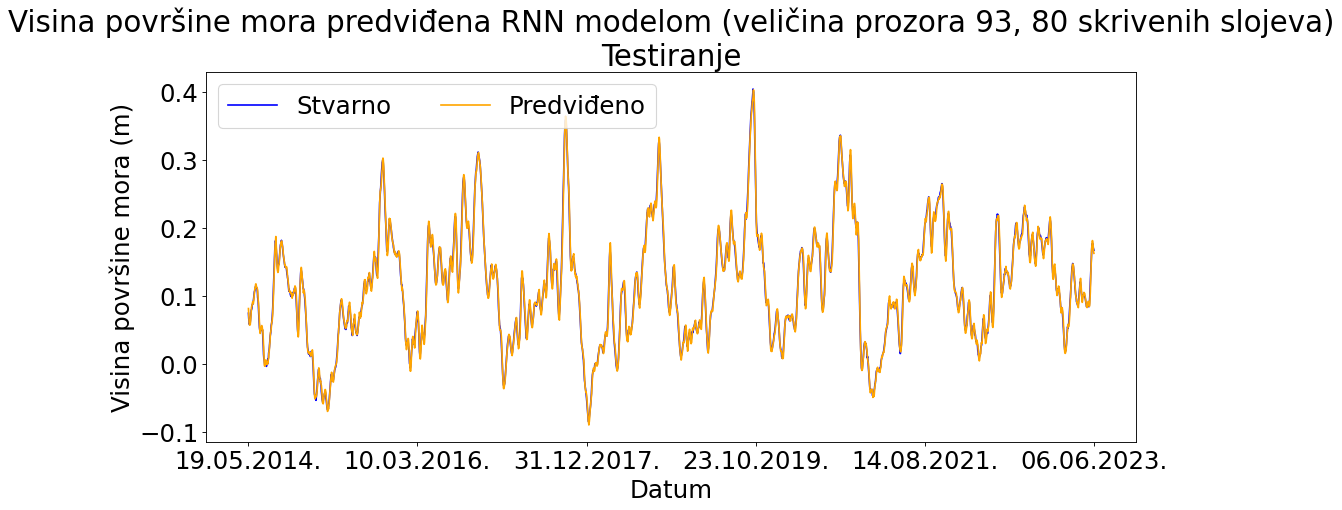 Visina površine mora predviđena RNN modelom (veličina prozora 93, 80 skrivenih slojeva)
Testiranje
Stvarno Predviđeno
Visina površine mora (m)
0.4
0.3
0.2
0.1
0.0
−0.1
19.05.2014. 10.03.2016. 31.12.2017. 23.10.2019. 14.08.2021. 06.06.2023.
Datum